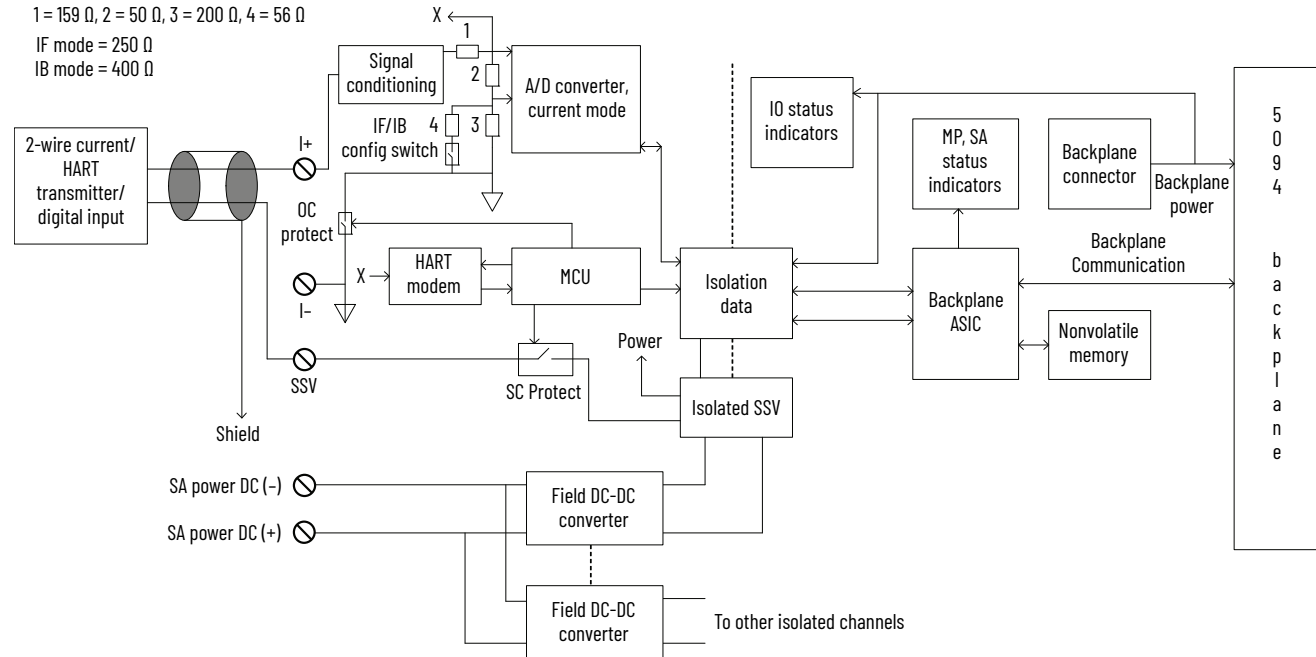 1 = 159 Ω, 2 = 50 Ω, 3 = 200 Ω, 4 = 56 Ω
IF mode = 250 Ω
IB mode = 400 Ω
X
1
Signal
conditioning
2
A/D converter,
current mode
4
3
IF/IB
config switch
2-wire current/
HART
transmitter/
digital input
I+
OC
protect
I-
X
HART
modem
MCU
SSV
SC Protect
Shield
Power
Isolation
data
Isolated SSV
IO status
indicators
MP, SA
status
indicators
Backplane
connector
Backplane
power
Backplane
Communication
Backplane
ASIC
Nonvolatile
memory
5
0
9
4
b
a
c
k
p
l
a
n
e
SA power DC (–)
SA power DC (+)
Field DC-DC
converter
Field DC-DC
converter
To other isolated channels